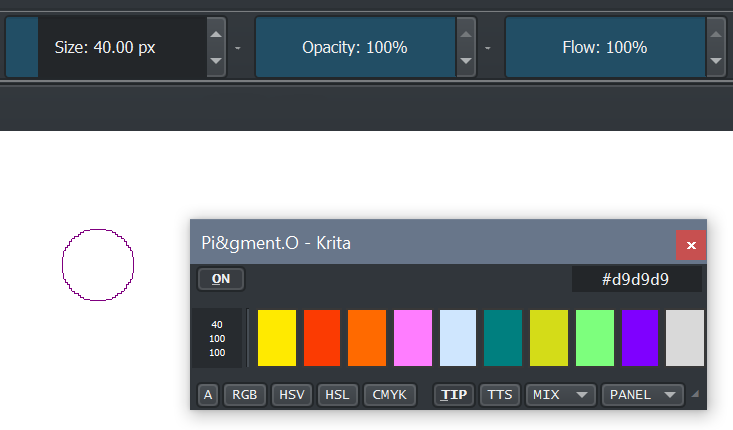 Size: 40.00 px
Opacity: 100%
Flow: 100%
Pi&gment.O - Krita
x
ON
#d9d9d9
40
100
100
A RGB HSV HSL CMYK TIP TTS MIX PANEL